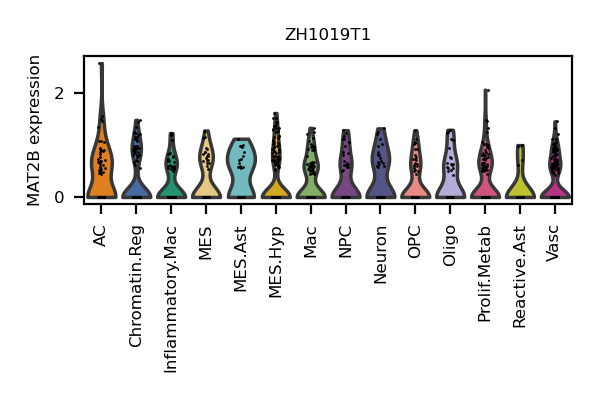 ZH1019T1
MAT2B expression
2
0
AC
Chromatin.Reg
Inflammatory.Mac
MES
MES.Ast
MES.Hyp
Mac
NPC
Neuron
OPC
Oligo
Prolif.Metab
Reactive.Ast
Vasc